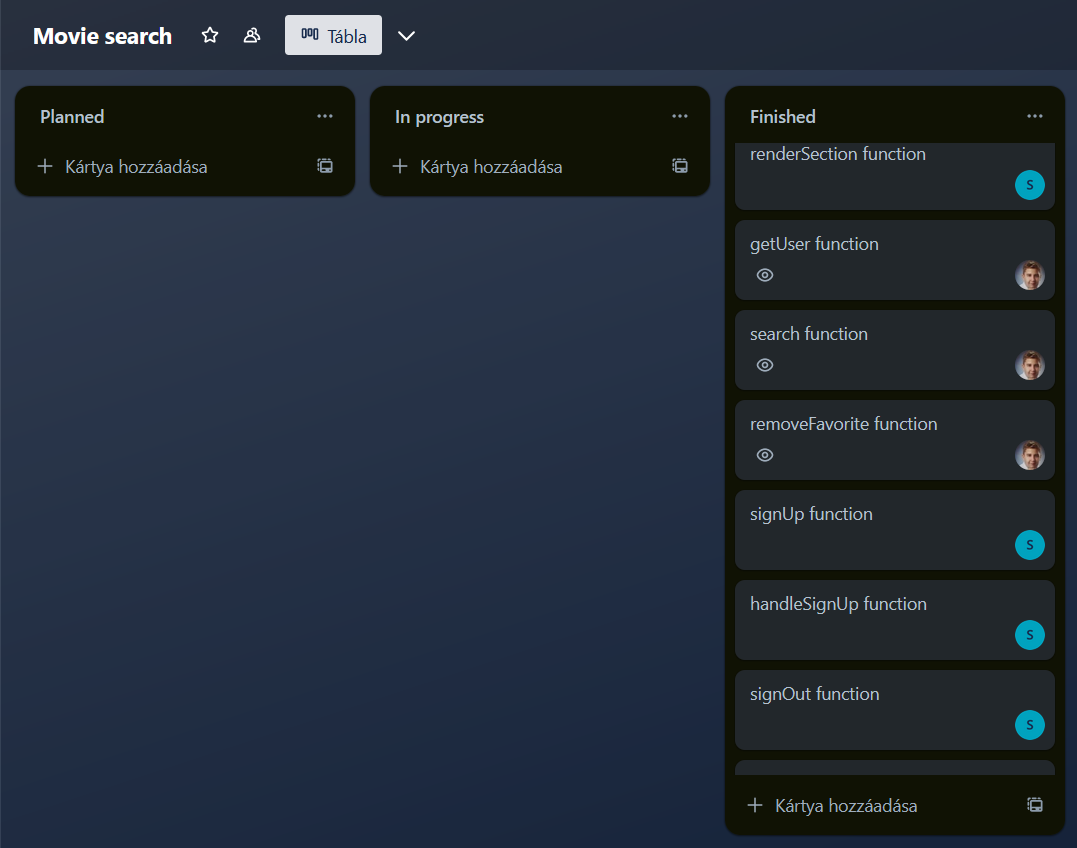 Movie search
Tábla
Planned
Kártya hozzáadása
In progress
Kártya hozzáadása
Finished
renderSection function
S
getUser function
search function
removeFavorite function
signUp function
S
handleSignUp function
S
signOut function
S
Kártya hozzáadása